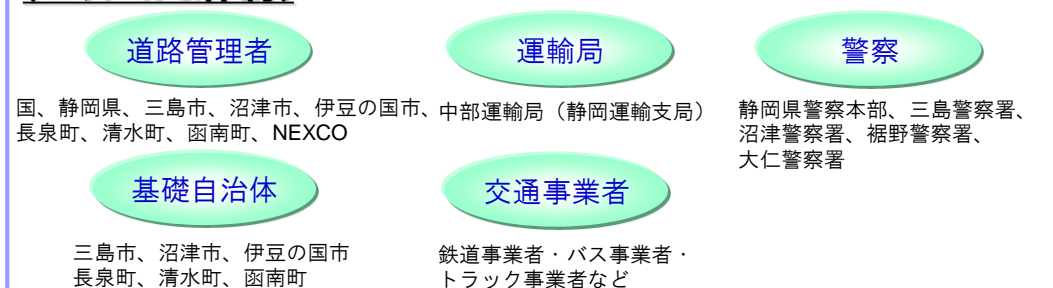 道路管理者
国、静岡県、三島市、沼津市、伊豆の国市、
長泉町、清水町、函南町、NEXCO
運輸局
中部運輸局（静岡運輸支局）
警察
静岡県警察本部、三島警察署、
沼津警察署、裾野警察署、
大仁警察署
基礎自治体
三島市、沼津市、伊豆の国市
長泉町、清水町、函南町
交通事業者
鉄道事業者・バス事業者・
トラック事業者など